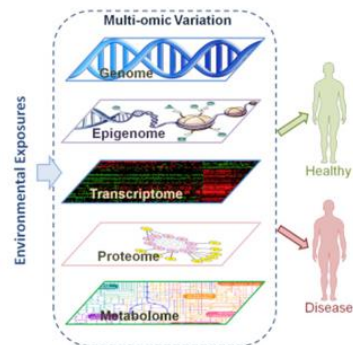 Multi-omic Variation
Genome
Environmental Exposures
Epigenome
Healthy
Transcriptome
Proteome
Disease
Metabolome